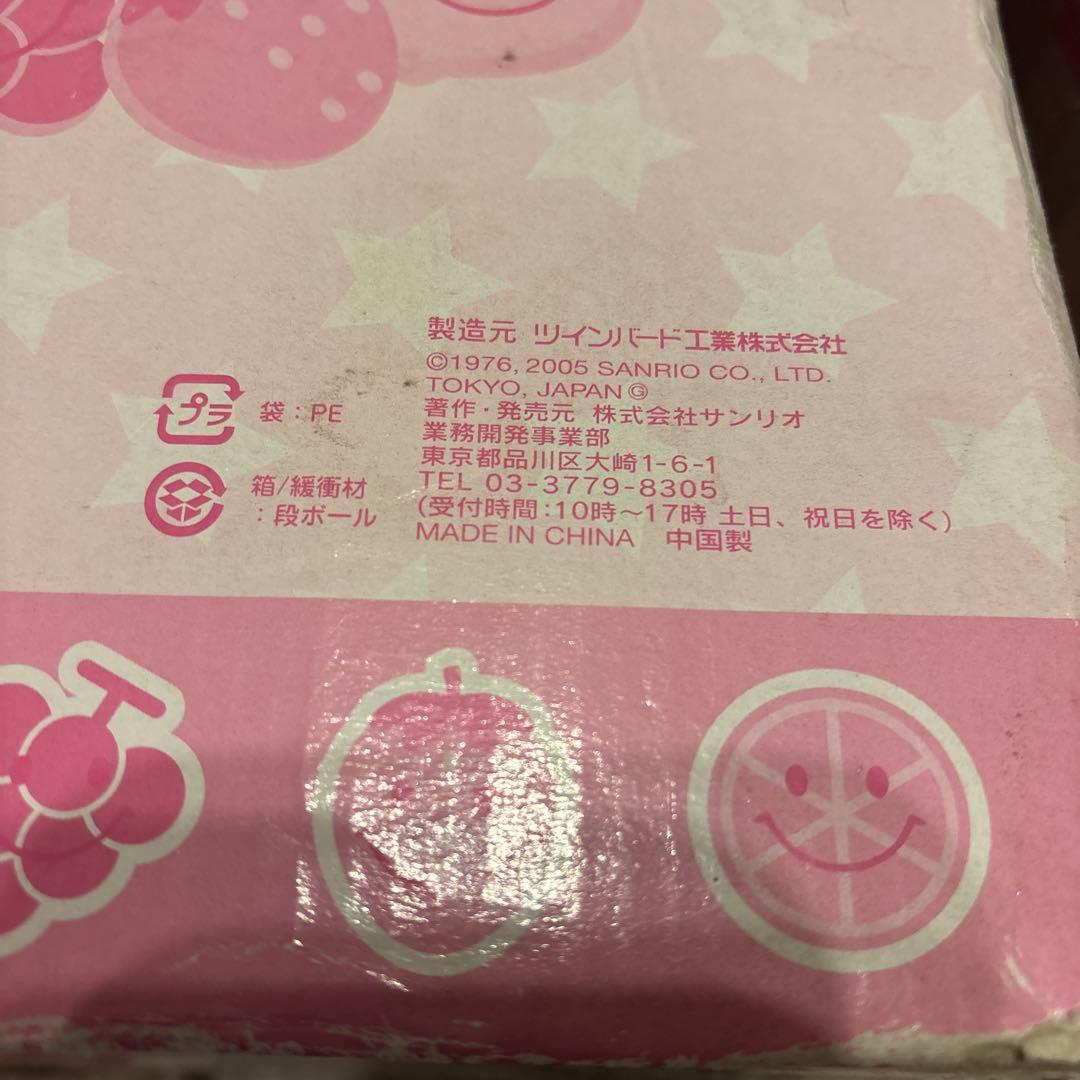 製造元 ツインバード工業株式会社
©1976, 2005 SANRIO CO., LTD.
TOKYO, JAPAN Ⓖ
著作・発売元 株式会社サンリオ
業務開発事業部
東京都品川区大崎1-6-1
TEL 03-3779-8305
(受付時間:10時〜17時 土日、祝日を除く)
MADE IN CHINA 中国製
プラ 袋:PE
箱/緩衝材
:段ボール